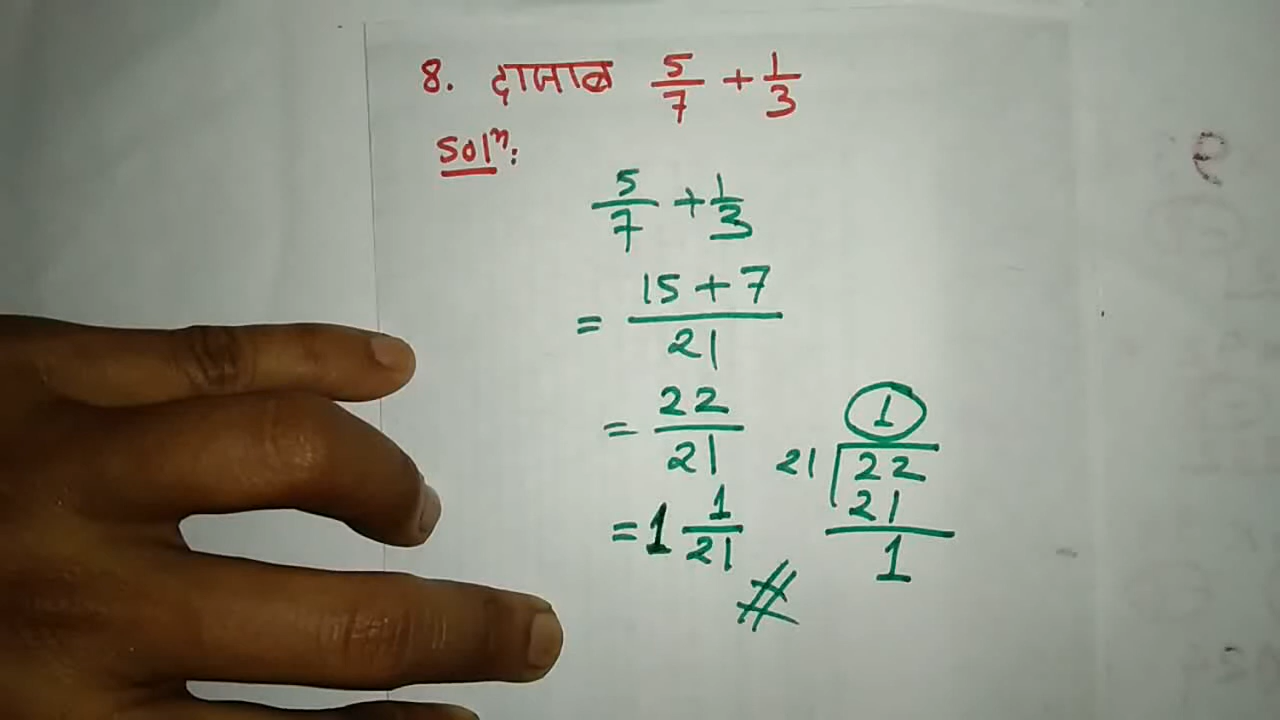 8. दाजाब 5/7 + 1/3
Solⁿ:
5/7 + 1/3
= 15 + 7 / 21
= 22/21
= 1 1/21
1
21 22
21
1